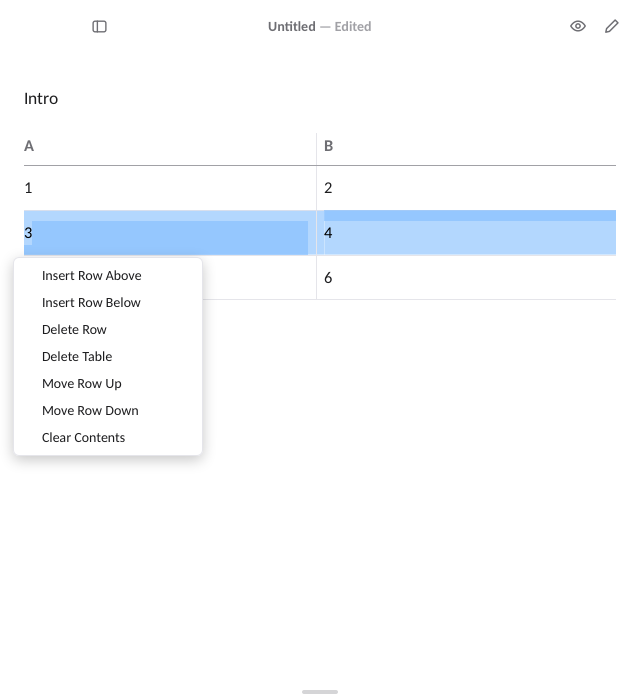 Untitled — Edited
Intro
A B
1 2
3 4
6
Insert Row Above
Insert Row Below
Delete Row
Delete Table
Move Row Up
Move Row Down
Clear Contents